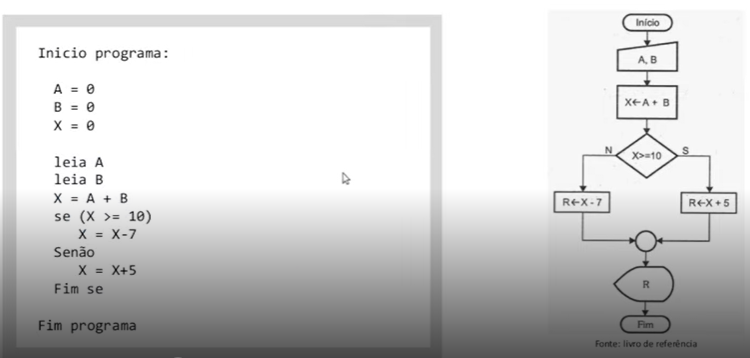 Inicio programa:
A = 0
B = 0
X = 0
leia A
leia B
X = A + B
se (X >= 10)
X = X-7
Senão
X = X+5
Fim se
Fim programa
Início
A, B
X←A + B
N
X>=10
S
R←X - 7
R←X + 5
R
Fim
Fonte: livro de referência